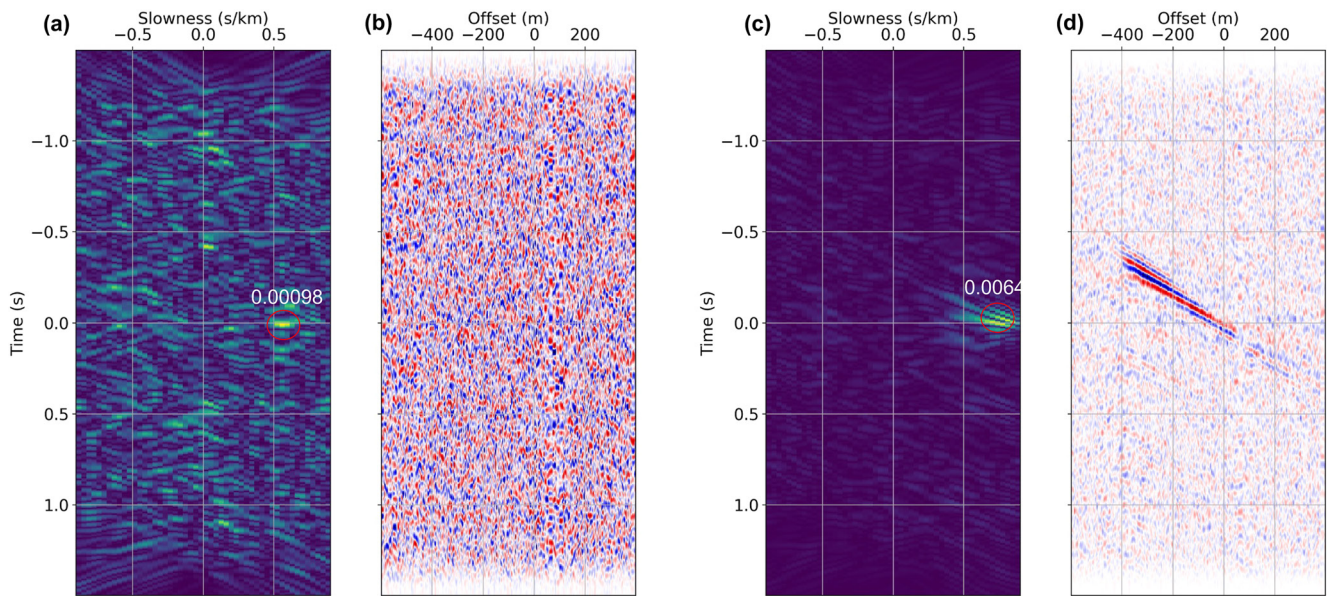 (a)
Slowness (s/km)
−0.5 0.0 0.5
(b)
Offset (m)
−400 −200 0 200
(c)
Slowness (s/km)
−0.5 0.0 0.5
(d)
Offset (m)
−400 −200 0 200
Time (s)
−1.0
−0.5
0.0
0.5
1.0
0.00098
Time (s)
−1.0
−0.5
0.0
0.5
1.0
0.0064